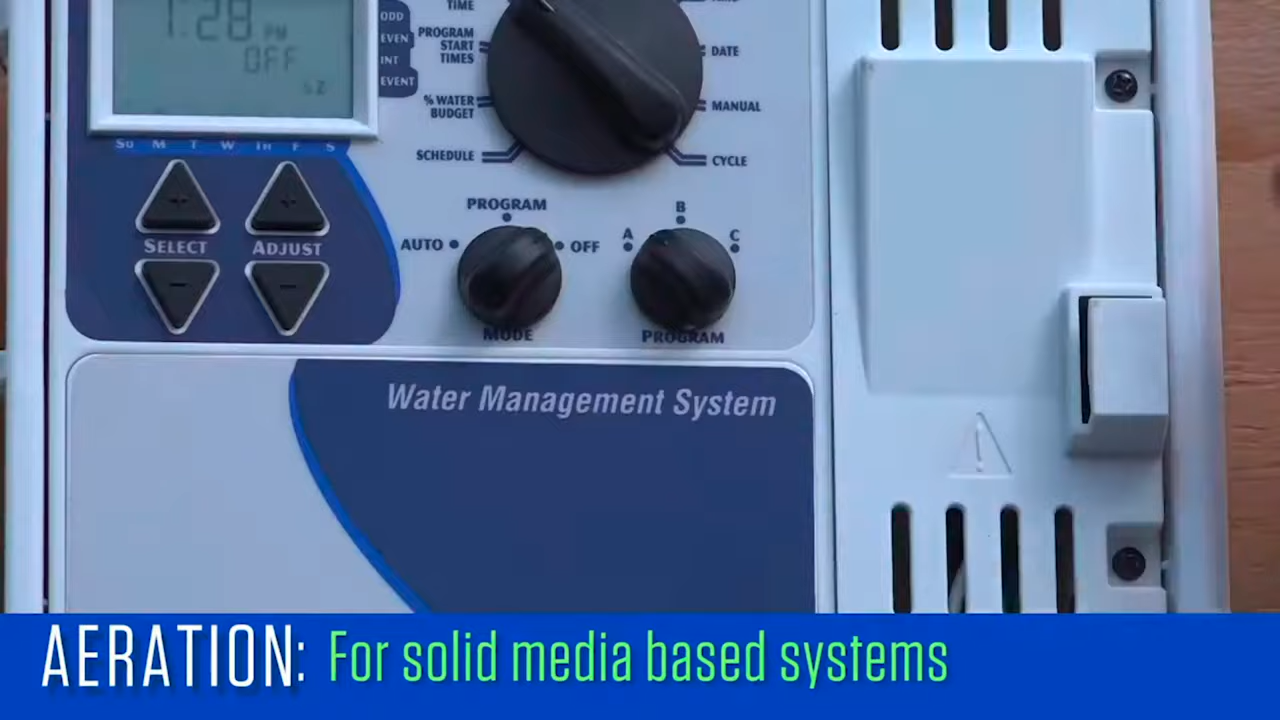 TIME
1:28 PM
OFF
ODD
EVEN
INT
EVENT
PROGRAM
START
TIMES
% WATER
BUDGET
SCHEDULE
DATE
MANUAL
CYCLE
Su M T W TH F S
SELECT
ADJUST
PROGRAM
AUTO
OFF
MODE
A
B
C
PROGRAM
Water Management System
AERATION: For solid media based systems